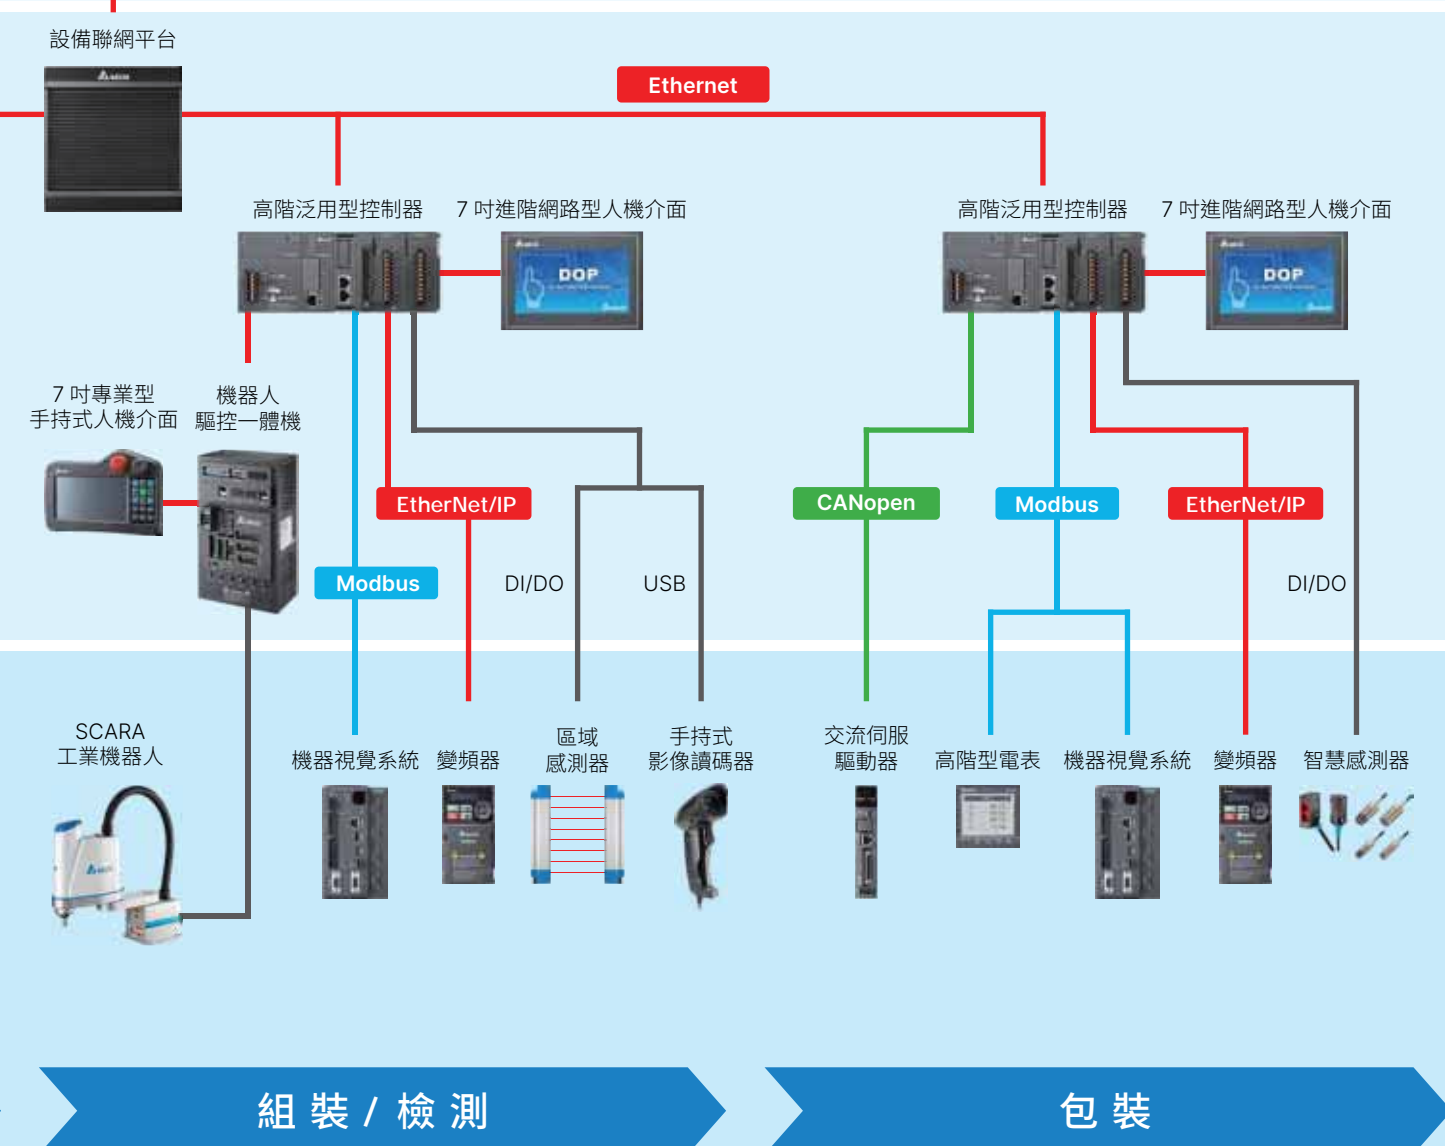 設備聯網平台
Ethernet
高階泛用型控制器
7 吋進階網路型人機介面
高階泛用型控制器
7 吋進階網路型人機介面
DOP
DOP
7 吋專業型
手持式人機介面
機器人
驅控一體機
EtherNet/IP
CANopen
Modbus
EtherNet/IP
Modbus
DI/DO
USB
DI/DO
SCARA
工業機器人
機器視覺系統
變頻器
區域
感測器
手持式
影像讀碼器
交流伺服
驅動器
高階型電表
機器視覺系統
變頻器
智慧感測器
組裝/檢測
包裝